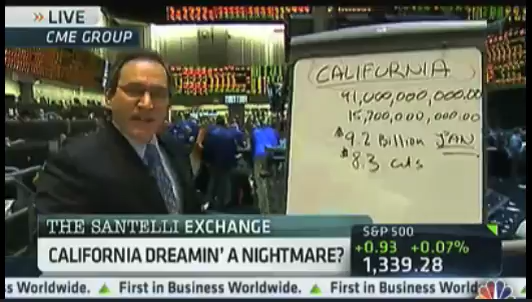 LIVE
CME GROUP
CALIFORNIA
91,000,000,000.00
15,700,000,000.00
$9.2 Billion JAN
$8.3 cuts
THE SANTELLI EXCHANGE
CALIFORNIA DREAMIN' A NIGHTMARE?
S&P 500
+0.93 +0.07%
1,339.28
s Worldwide. First in Business Worldwide. First in Business W
CNBC